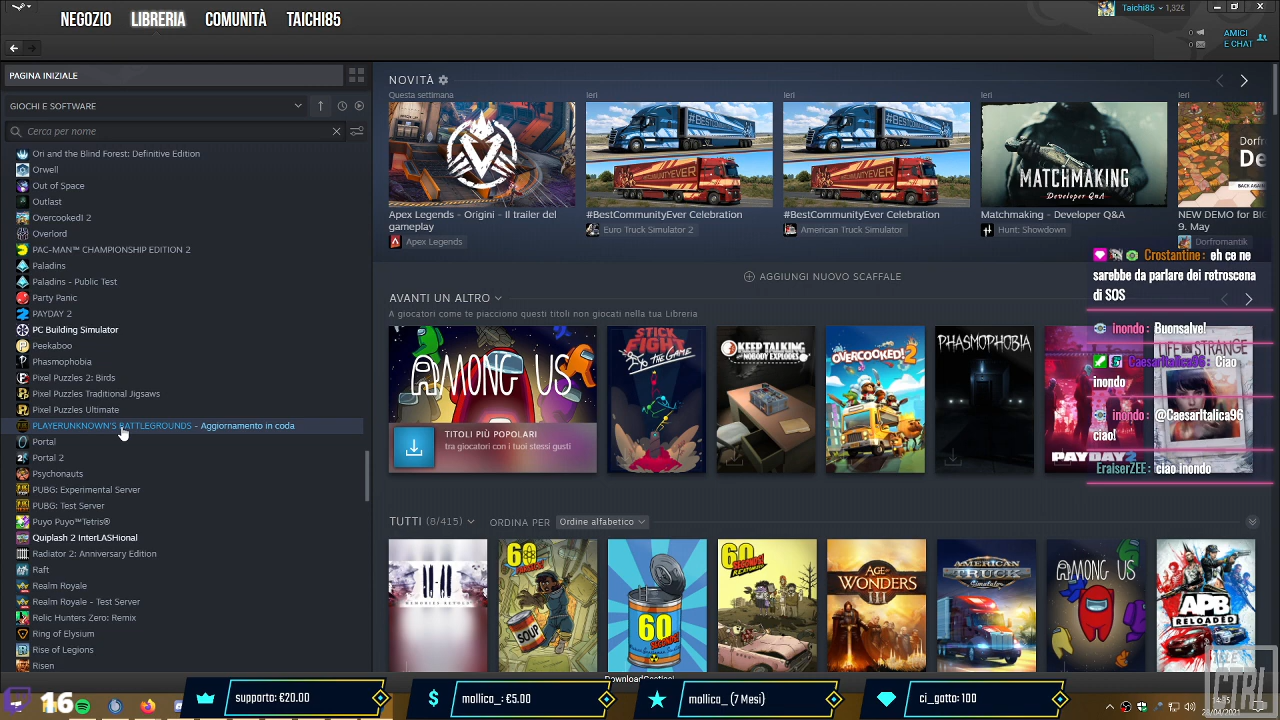 NEGOZIO LIBRERIA COMUNITÀ TAICHI85
Taichi85 1,32€
AMICI
E CHAT
0
0
PAGINA INIZIALE
GIOCHI E SOFTWARE
Cerca per nome
Ori and the Blind Forest: Definitive Edition
Orwell
Out of Space
Outlast
Overcooked! 2
Overlord
PAC-MAN™ CHAMPIONSHIP EDITION 2
Paladins
Paladins - Public Test
Party Panic
PAYDAY 2
PC Building Simulator
Peekaboo
Phasmophobia
Pixel Puzzles 2: Birds
Pixel Puzzles Traditional Jigsaws
Pixel Puzzles Ultimate
PLAYERUNKNOWN'S BATTLEGROUNDS - Aggiornamento in coda
Portal
Portal 2
Psychonauts
PUBG: Experimental Server
PUBG: Test Server
Puyo Puyo™Tetris®
Quiplash 2 InterLASHional
Radiator 2: Anniversary Edition
Raft
Realm Royale
Realm Royale - Test Server
Relic Hunters Zero: Remix
Ring of Elysium
Rise of Legions
Risen
NOVITÀ
Questa settimana
Ieri
Ieri
Ieri
Ieri
#BESTCOMMUNITYEVER
#BESTCOMMUNITYEVER
MATCHMAKING
Developer Q&A
Dorfro
De
BACK AGAIN
Apex Legends - Origini - Il trailer del
gameplay
Apex Legends
#BestCommunityEver Celebration
Euro Truck Simulator 2
#BestCommunityEver Celebration
American Truck Simulator
Matchmaking - Developer Q&A
Hunt: Showdown
NEW DEMO for BIG
9. May
Dorfromantik
AGGIUNGI NUOVO SCAFFALE
AVANTI UN ALTRO
A giocatori come te piacciono questi titoli non giocati nella tua Libreria
AMONG US
TITOLI PIÙ POPOLARI
tra giocatori con i tuoi stessi gusti
STICK
FIGHT
THE GAME
KEEP TALKING
AND NOBODY EXPLODES
OVERCOOKED! 2
PHASMOPHOBIA
PAYDAY 2
LIFE IS STRANGE
Crostantine: eh ce ne
sarebbe da parlare dei retroscena
di SOS
inondo: Buonsalve!
CaesarItalica96: Ciao
inondo
inondo: @CaesarItalica96
ciao!
EraiserZEE: ciao inondo
TUTTI (8/415)
ORDINA PER Ordine alfabetico
11-11
MEMORIES RETOLD
60
SOUP
60
60
SECONDS!
AGE OF
WONDERS
III
AMERICAN
TRUCK
Simulator
AMONG US
APB
RELOADED
16
supporto: €20.00
mollica_: €5.00
mollica_ (7 Mesi)
ci_gotto: 100
CTRL